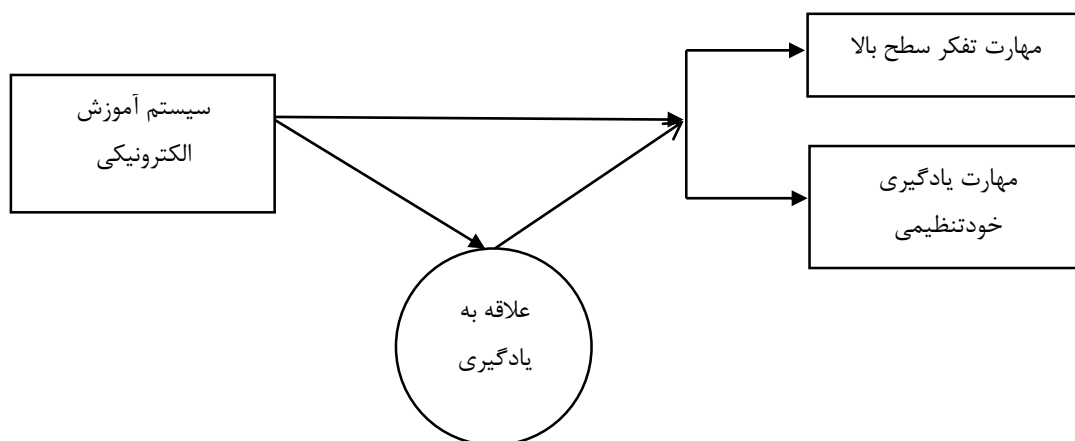 مهارت تفکر سطح بالا
سیستم آموزش
الکترونیکی
مهارت یادگیری
خودتنظیمی
علاقه به
یادگیری